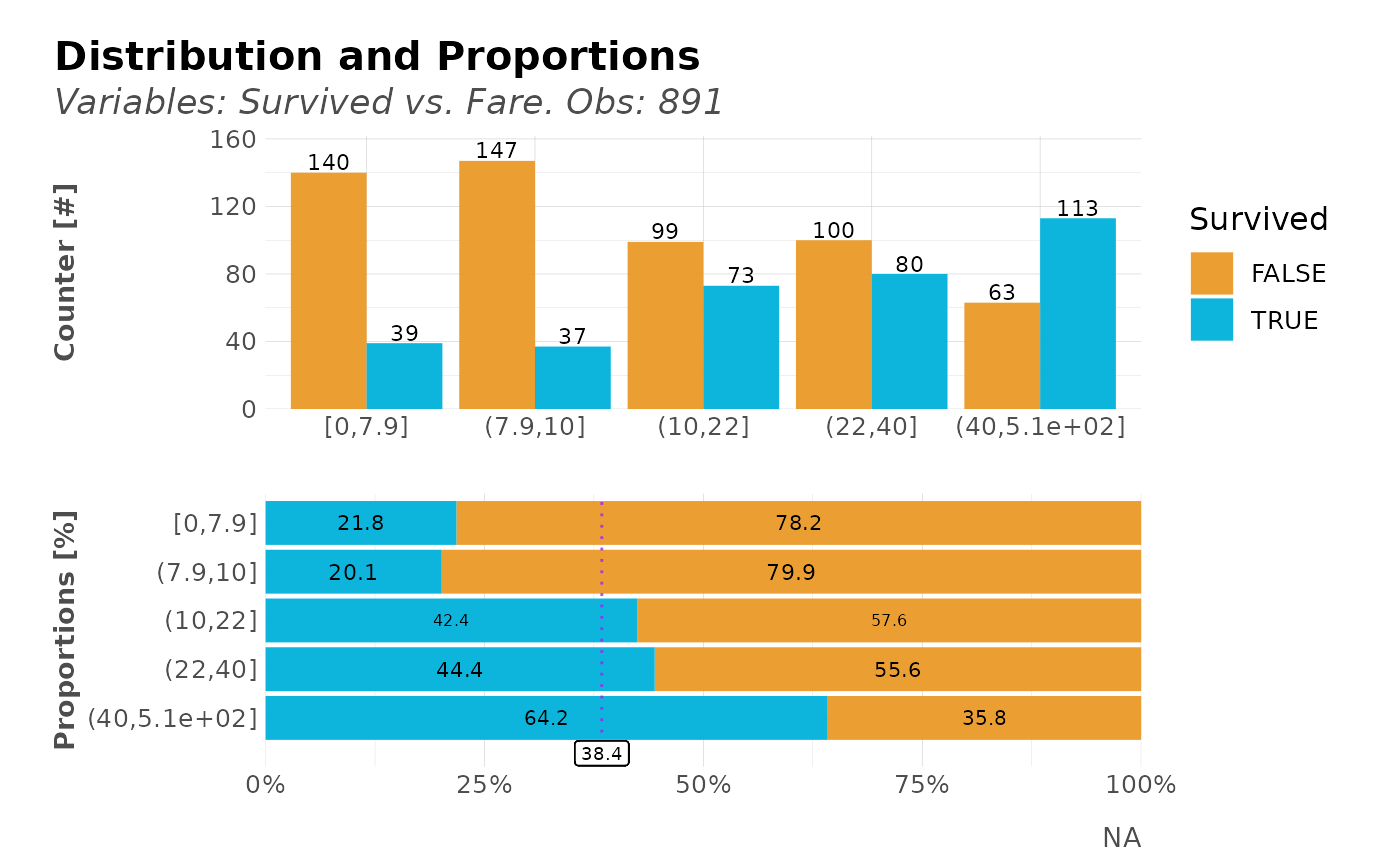 Distribution and Proportions
Variables: Survived vs. Fare. Obs: 891
Counter [#]
160
120
80
40
0
140
39
147
37
99
73
100
80
63
113
[0,7.9]
(7.9,10]
(10,22]
(22,40]
(40,5.1e+02]
Survived
FALSE
TRUE
Proportions [%]
[0,7.9] 21.8 78.2
(7.9,10] 20.1 79.9
(10,22] 42.4 57.6
(22,40] 44.4 55.6
(40,5.1e+02] 64.2 35.8
38.4
0% 25% 50% 75% 100%
NA